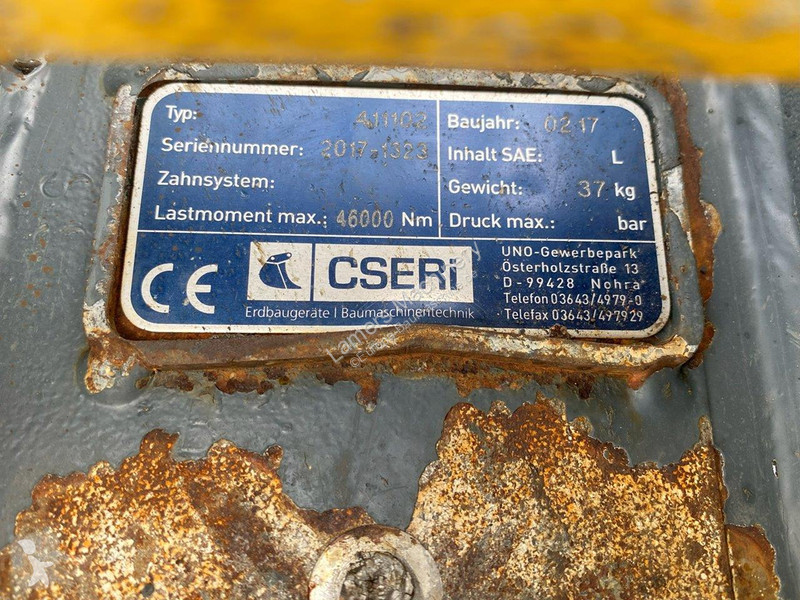 Typ: A11102
Seriennummer: 2017-1323
Zahnsystem:
Lastmoment max.: 46000 Nm
Baujahr: 0217
Inhalt SAE: L
Gewicht: 37 kg
Druck max.: bar
CE
CSERi
Erdbaugeräte | Baumaschinentechnik
UNO-Gewerbepark
Österholzstraße 13
D - 99428 Nohra
Telefon 03643/4979-0
Telefax 03643/497929